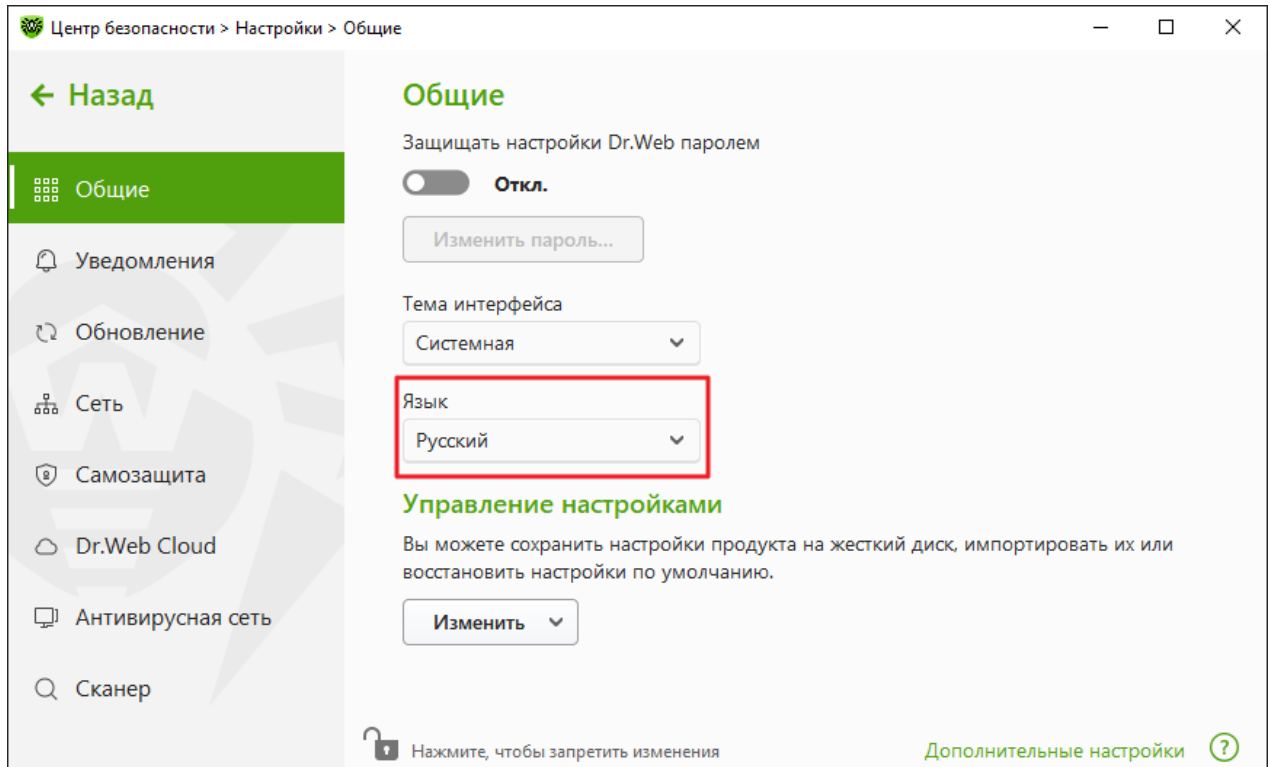 Центр безопасности > Настройки > Общие
Назад
Общие
Уведомления
Обновление
Сеть
Самозащита
Dr.Web Cloud
Антивирусная сеть
Сканер
Общие
Защищать настройки Dr.Web паролем
Откл.
Изменить пароль...
Тема интерфейса
Системная
Язык
Русский
Управление настройками
Вы можете сохранить настройки продукта на жесткий диск, импортировать их или
восстановить настройки по умолчанию.
Изменить
Нажмите, чтобы запретить изменения
Дополнительные настройки ?